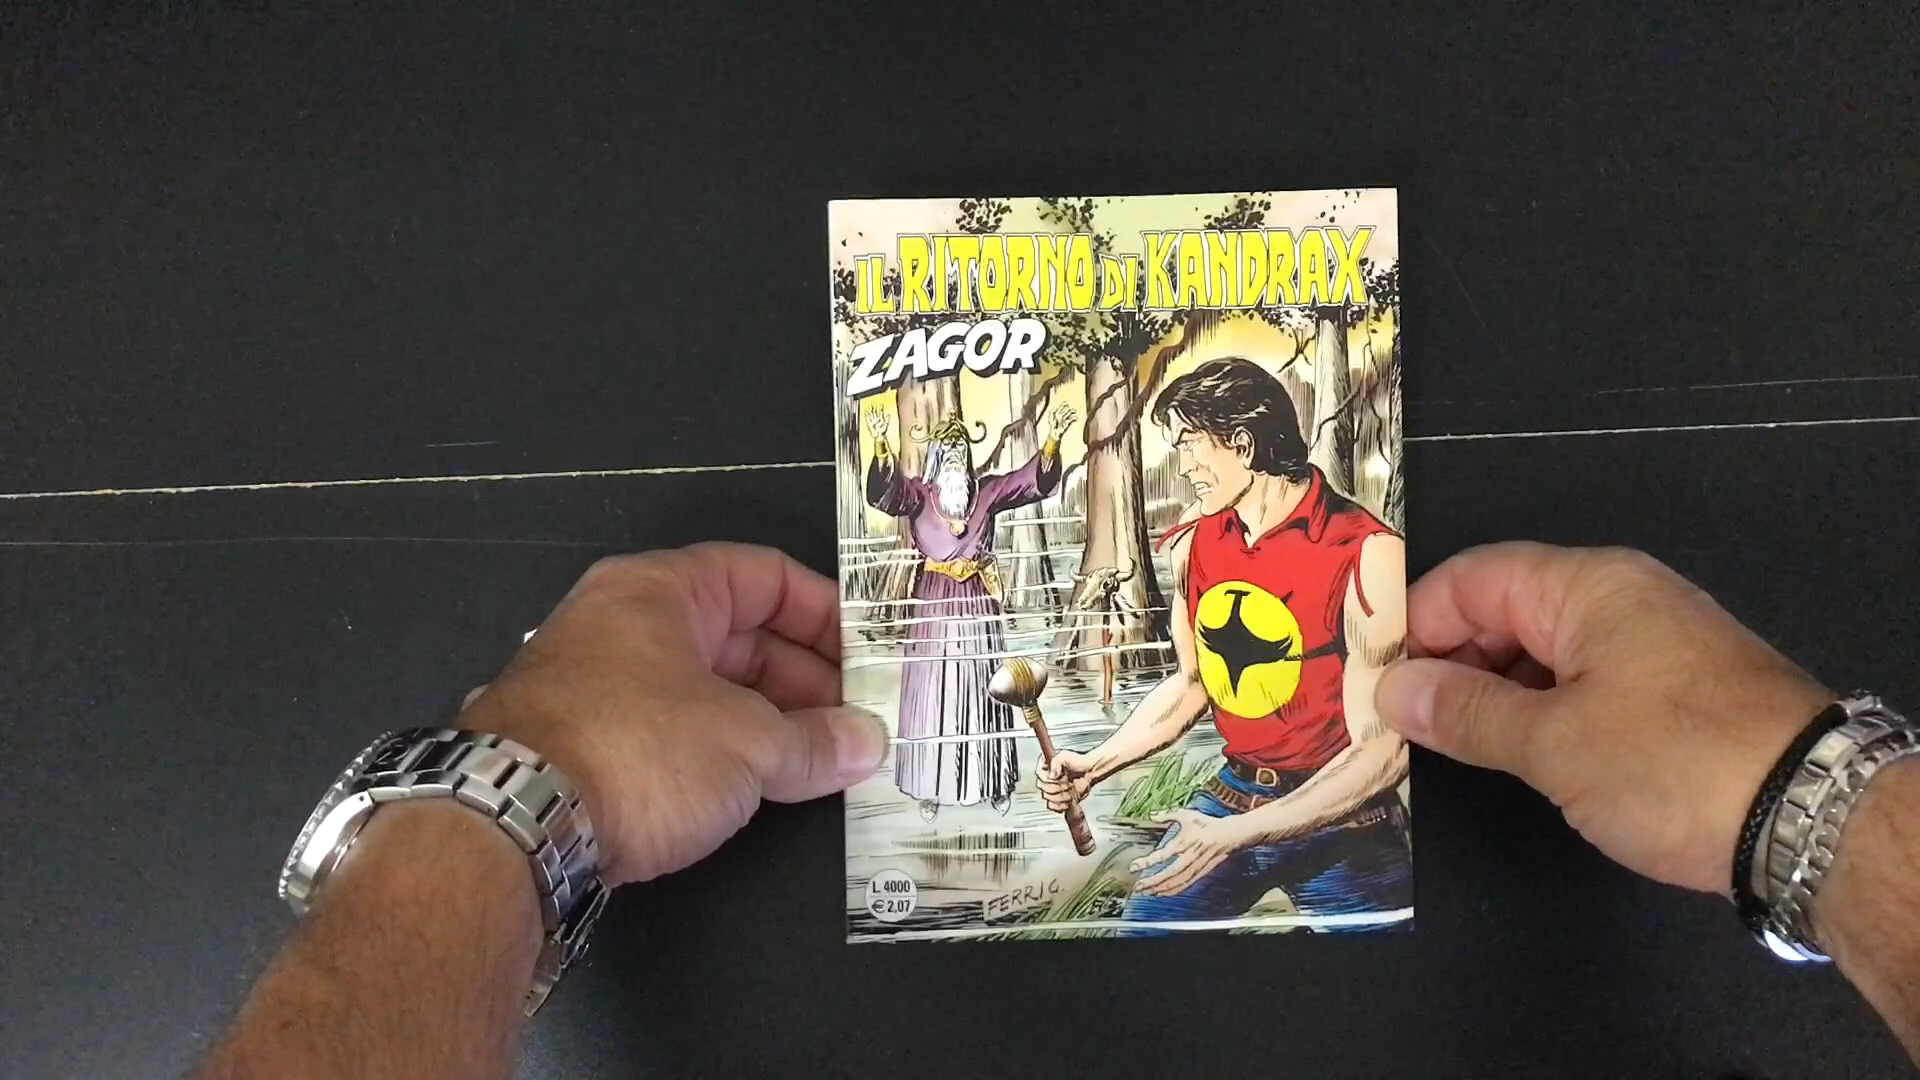 IL RITORNO DI KANDRAX
ZAGOR
L. 4000
€ 2,07
FERRI G.